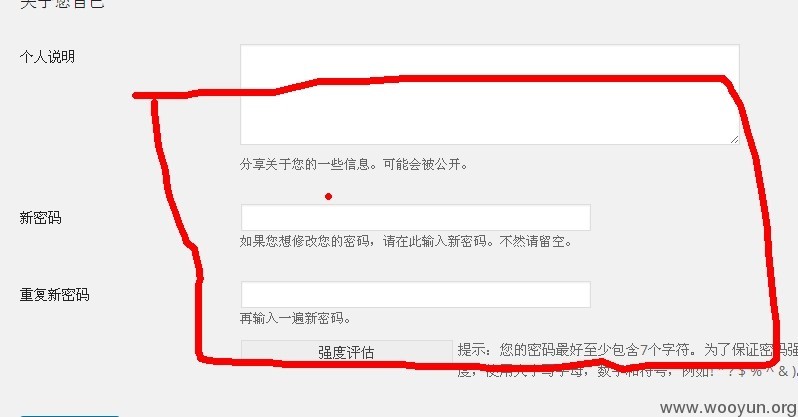 关于您自己
个人说明
分享关于您的一些信息。可能会被公开。
新密码
如果您想修改您的密码，请在此输入新密码。不然请留空。
重复新密码
再输入一遍新密码。
强度评估
提示：您的密码最好至少包含7个字符。为了保证密码强
度，使用大小写字母，数字和符号，例如! " ? $ % ^ & )。
www.wooyun.org